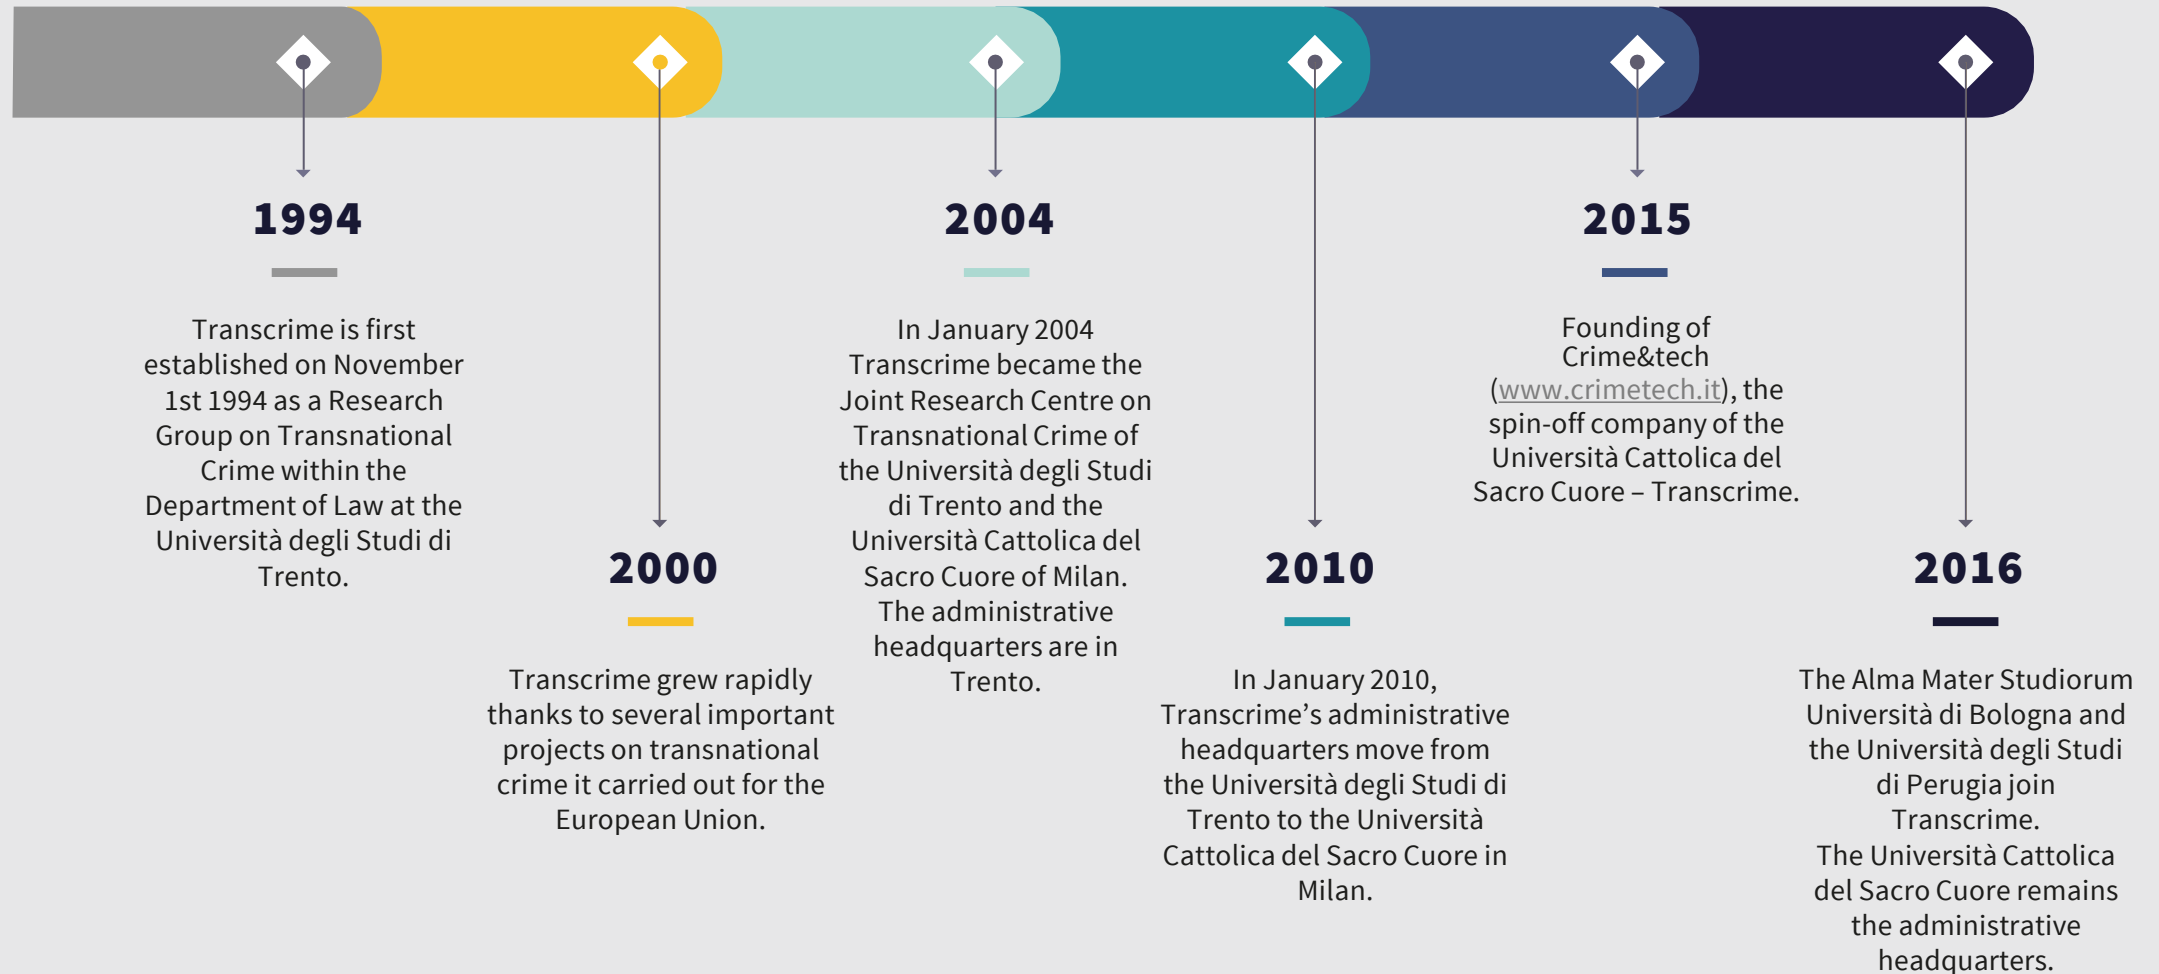 1994
Transcrime is first
established on November
1st 1994 as a Research
Group on Transnational
Crime within the
Department of Law at the
Università degli Studi di
Trento.
2000
Transcrime grew rapidly
thanks to several important
projects on transnational
crime it carried out for the
European Union.
2004
In January 2004
Transcrime became the
Joint Research Centre on
Transnational Crime of
the Università degli Studi
di Trento and the
Università Cattolica del
Sacro Cuore of Milan.
The administrative
headquarters are in
Trento.
2010
In January 2010,
Transcrime’s administrative
headquarters move from
the Università degli Studi di
Trento to the Università
Cattolica del Sacro Cuore in
Milan.
2015
Founding of
Crime&tech
(www.crimetech.it), the
spin-off company of the
Università Cattolica del
Sacro Cuore – Transcrime.
2016
The Alma Mater Studiorum
Università di Bologna and
the Università degli Studi
di Perugia join
Transcrime.
The Università Cattolica
del Sacro Cuore remains
the administrative
headquarters.